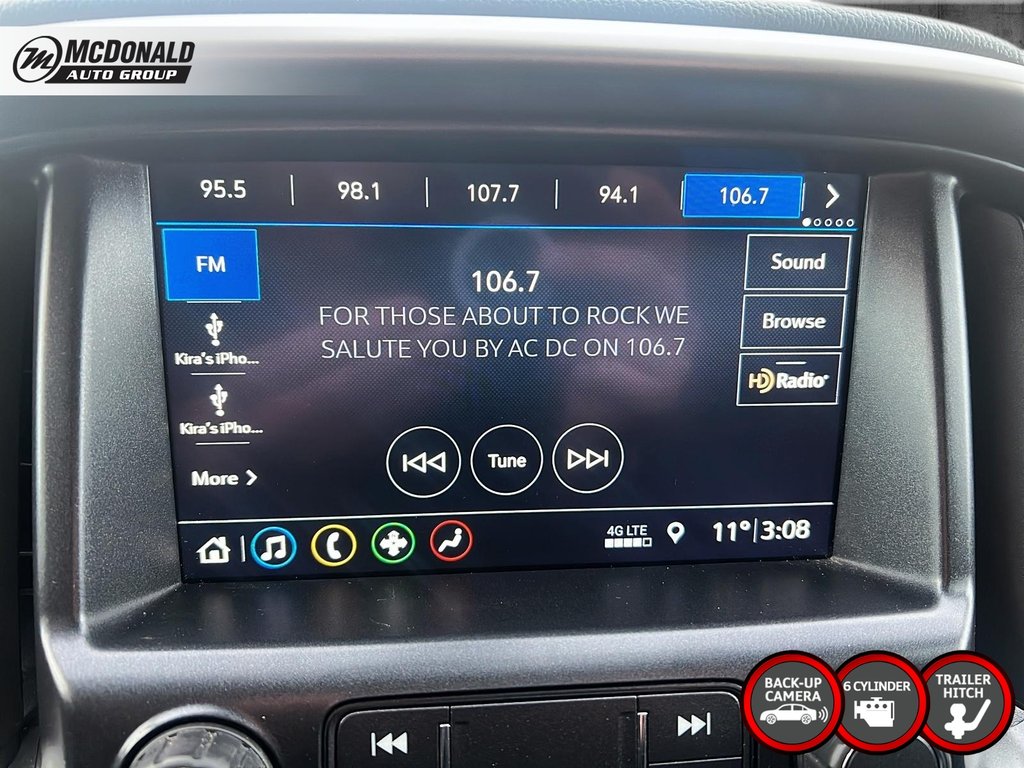 McDONALD
AUTO GROUP
95.5 98.1 107.7 94.1 106.7
FM
106.7
FOR THOSE ABOUT TO ROCK WE
SALUTE YOU BY AC DC ON 106.7
Sound
Browse
HD Radio
Kira's iPho...
Kira's iPho...
More
Tune
4G LTE
11° 3:08
BACK-UP
CAMERA
6 CYLINDER
TRAILER
HITCH